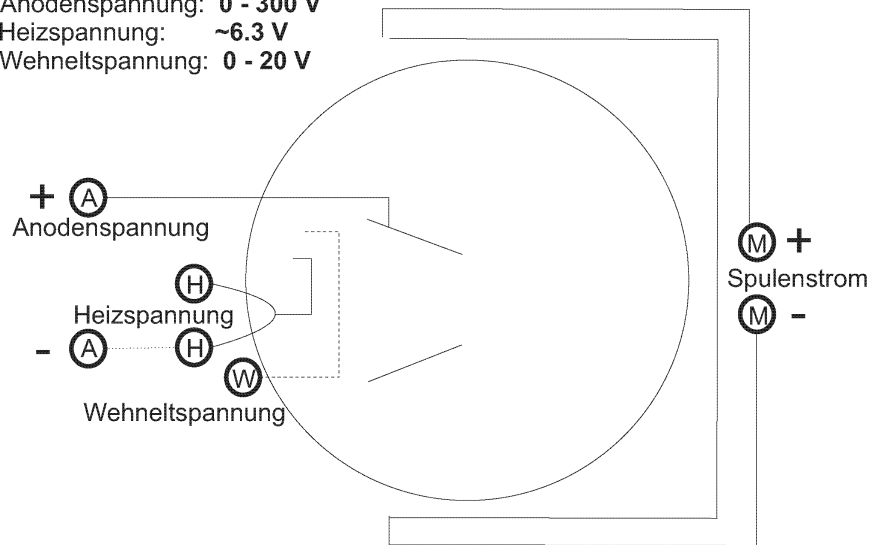 Anodenspannung: 0 - 300 V
Heizspannung: ~6.3 V
Wehneltspannung: 0 - 20 V
+ A
Anodenspannung
H
Heizspannung
- A H
W
Wehneltspannung
M +
Spulenstrom
M -